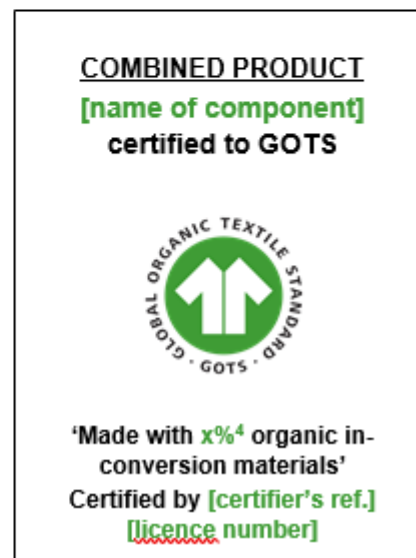 COMBINED PRODUCT
[name of component]
certified to GOTS
GLOBAL ORGANIC TEXTILE STANDARD
· GOTS ·
‘Made with x%⁴ organic in-
conversion materials’
Certified by [certifier’s ref.]
[licence number]